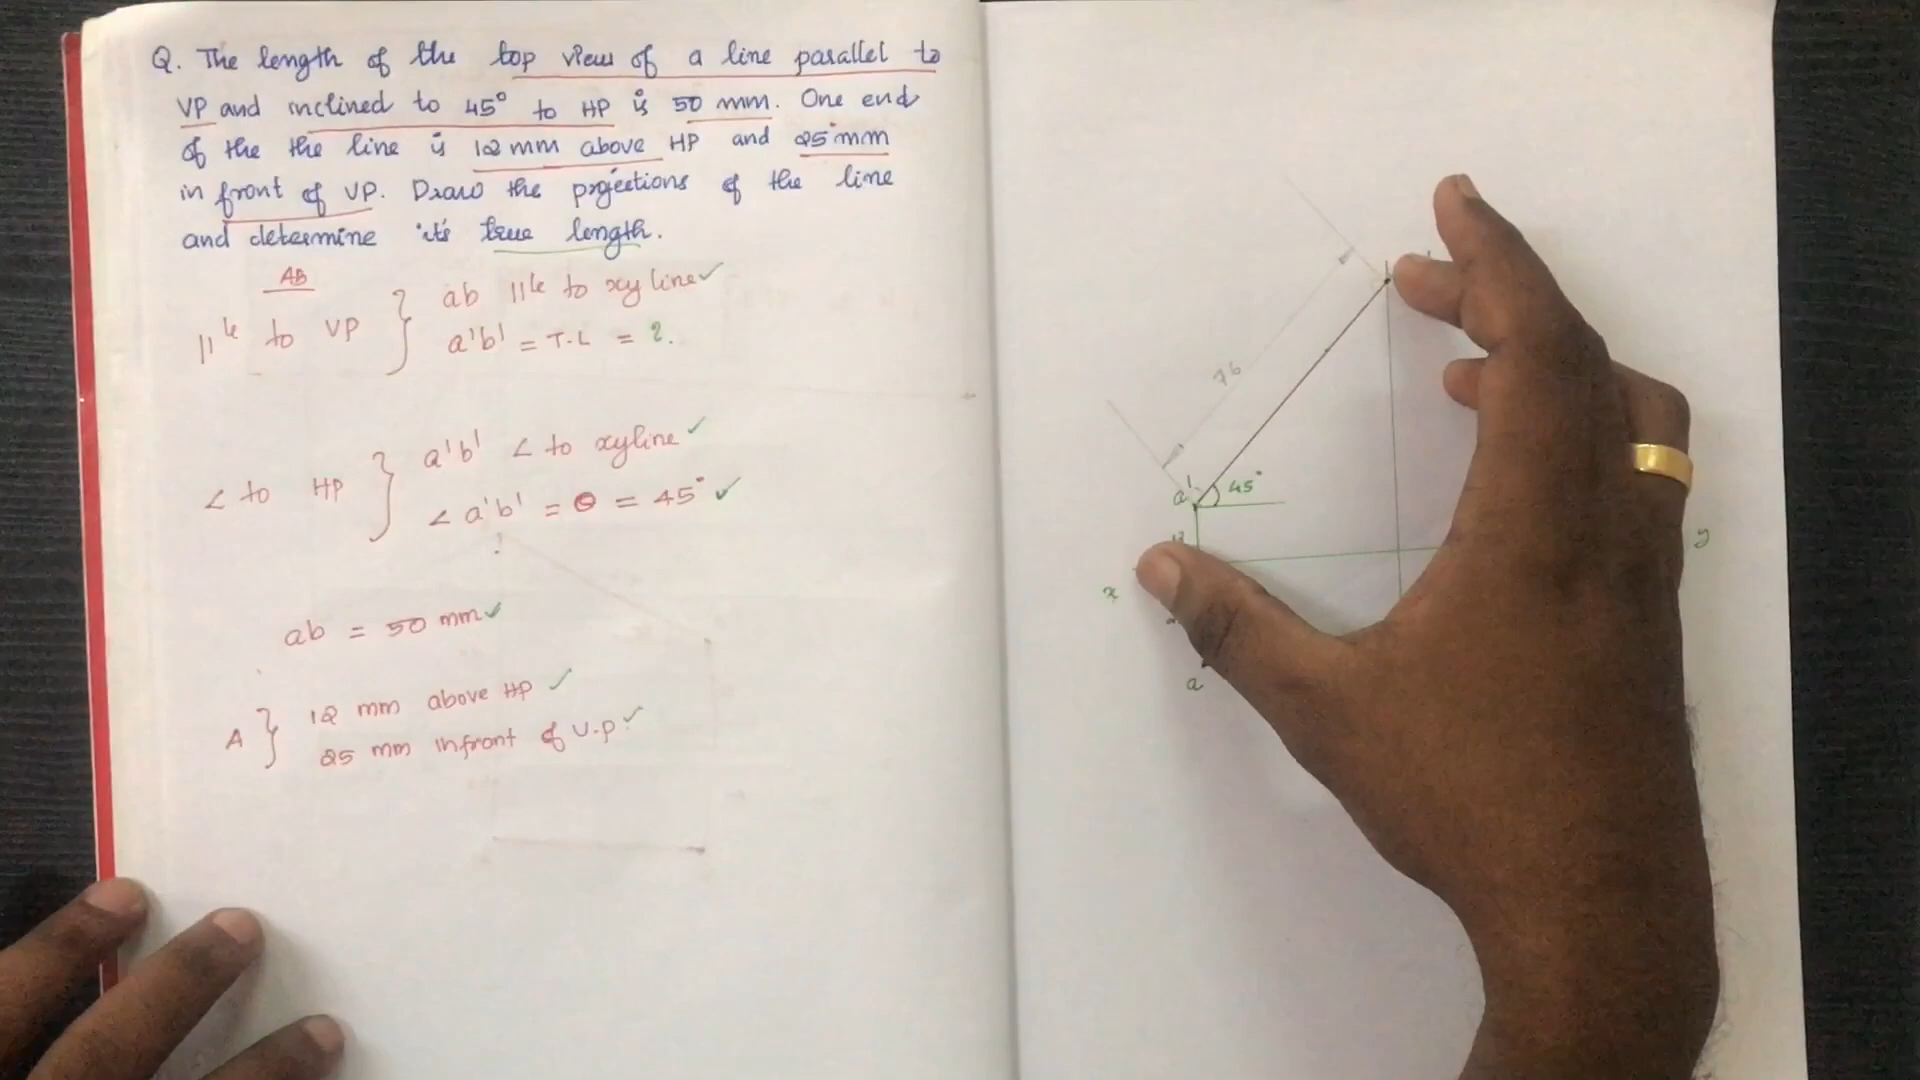 Q. The length of the top view of a line parallel to
VP and inclined to 45° to HP is 50 mm. One end
of the the line is 12 mm above HP and 25 mm
in front of VP. Draw the projections of the line
and determine it's true length.
AB
11le to VP } ab 11le to xy line ✓
a'b' = T.L = ?.
∠ to HP } a'b' ∠ to xyline ✓
∠ a'b' = θ = 45° ✓
ab = 50 mm ✓
A } 12 mm above HP ✓
25 mm infront of V.P ✓
76
a' 45°
x y
a